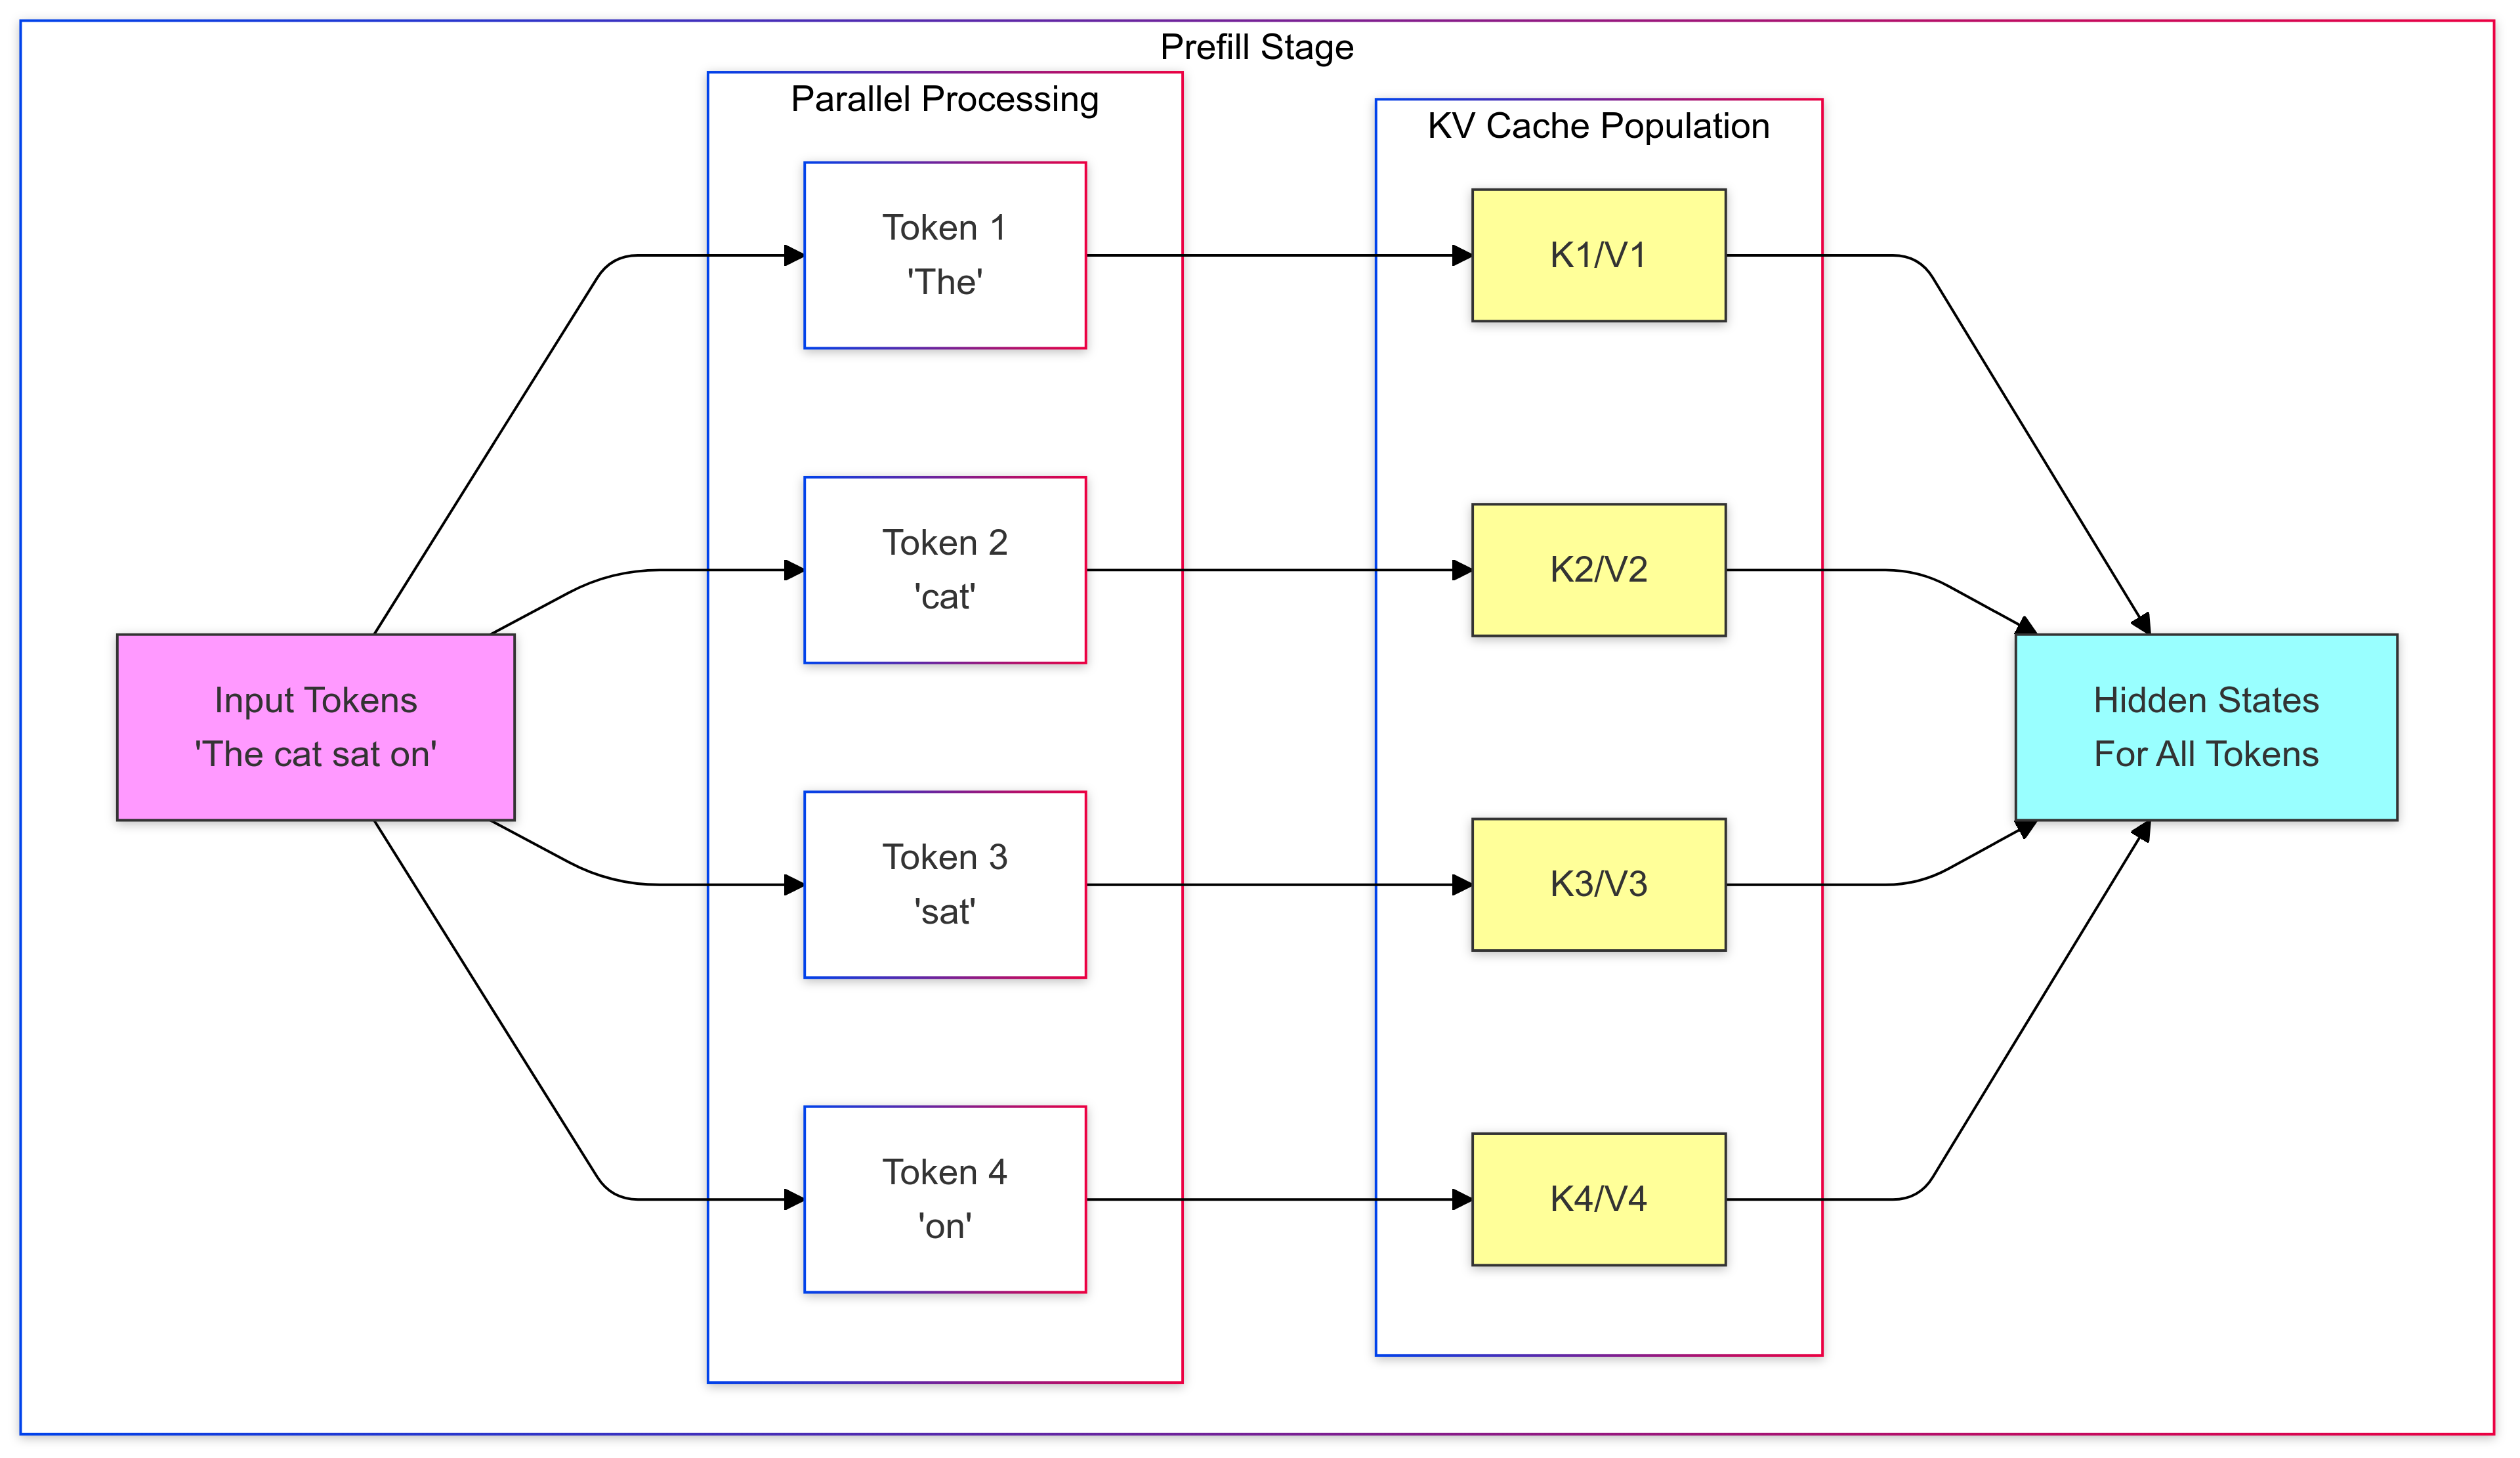 Prefill Stage
Parallel Processing
KV Cache Population
Token 1
'The'
K1/V1
Token 2
'cat'
K2/V2
Input Tokens
'The cat sat on'
Hidden States
For All Tokens
Token 3
'sat'
K3/V3
Token 4
'on'
K4/V4